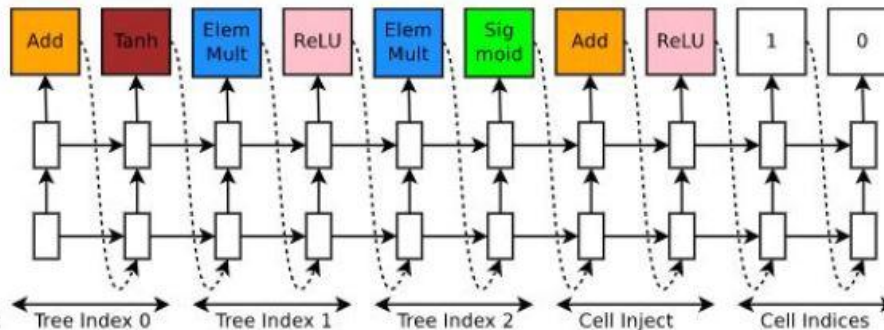 Add
Tanh
Elem
Mult
ReLU
Elem
Mult
Sig
moid
Add
ReLU
1
0
Tree Index 0
Tree Index 1
Tree Index 2
Cell Inject
Cell Indices